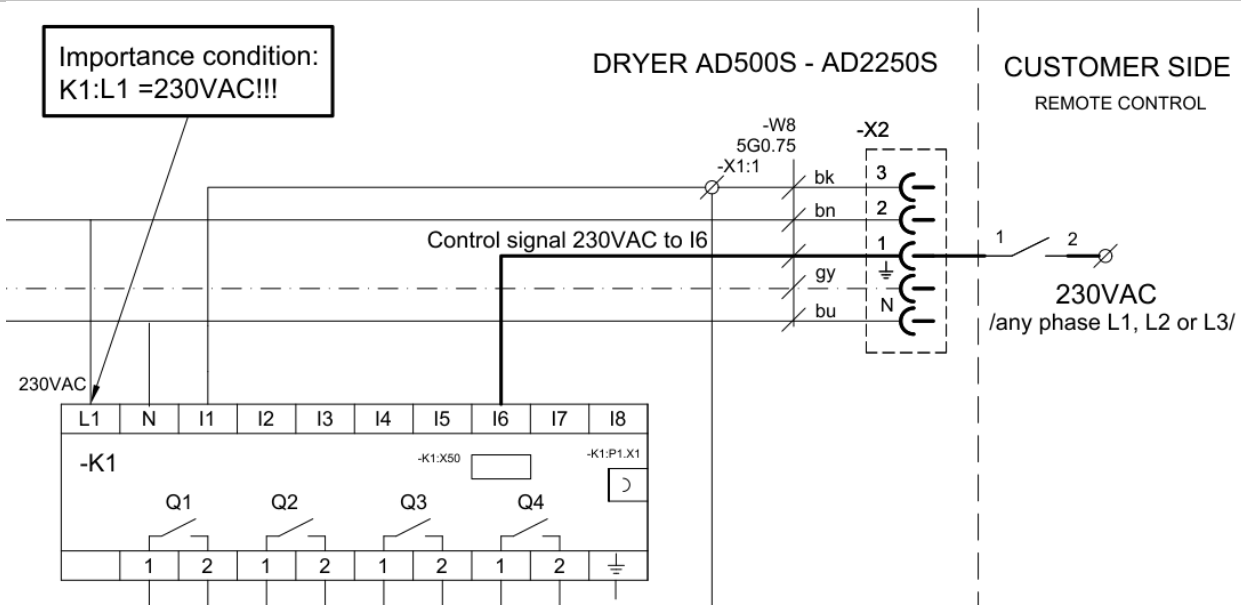 Importance condition:
K1:L1 =230VAC!!!
DRYER AD500S - AD2250S
CUSTOMER SIDE
REMOTE CONTROL
-W8
5G0.75
-X2
-X1:1
bk
3
bn
2
Control signal 230VAC to I6
1
1
2
gy
230VAC
/any phase L1, L2 or L3/
bu
N
230VAC
L1 N I1 I2 I3 I4 I5 I6 I7 I8
-K1
-K1:X50
-K1:P1.X1
Q1 Q2 Q3 Q4
1 2 1 2 1 2 1 2